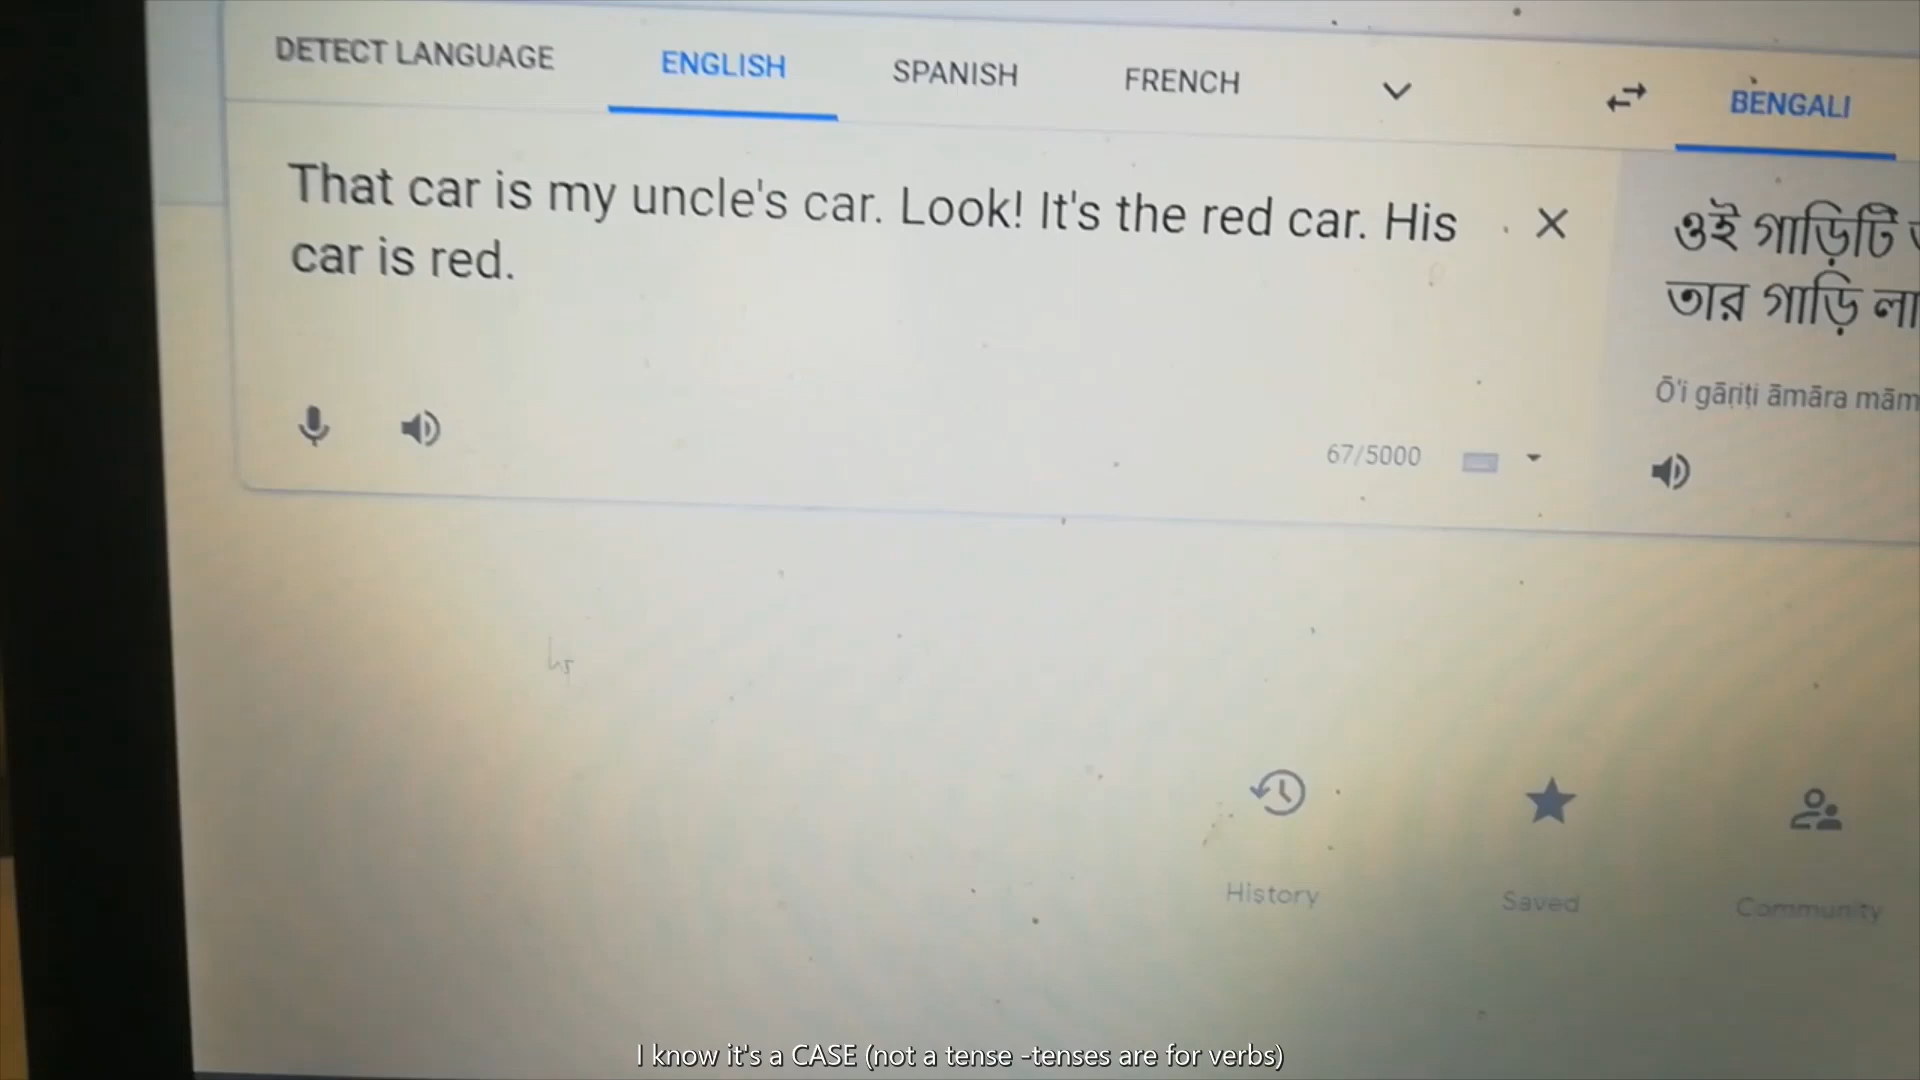 DETECT LANGUAGE ENGLISH SPANISH FRENCH BENGALI
That car is my uncle's car. Look! It's the red car. His
car is red.
ওই গাড়িটি
তার গাড়ি
Ō'i gāṛiṭi āmāra
67/5000
History Saved Community
I know it's a CASE (not a tense -tenses are for verbs)